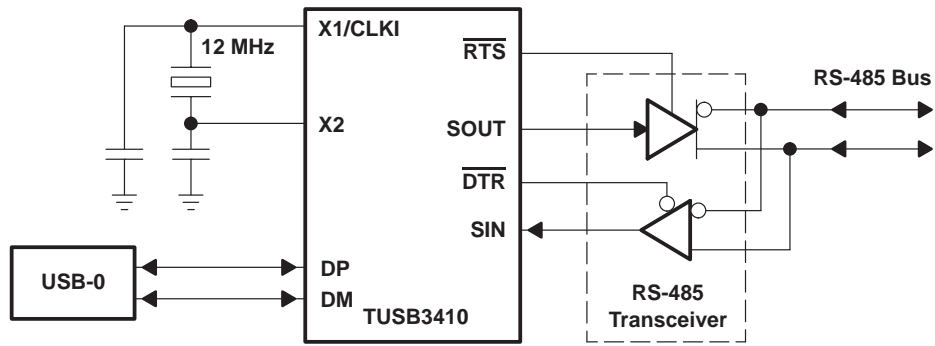 X1/CLKI
12 MHz
RTS
RS-485 Bus
X2
SOUT
DTR
SIN
USB-0
DP
DM
TUSB3410
RS-485
Transceiver